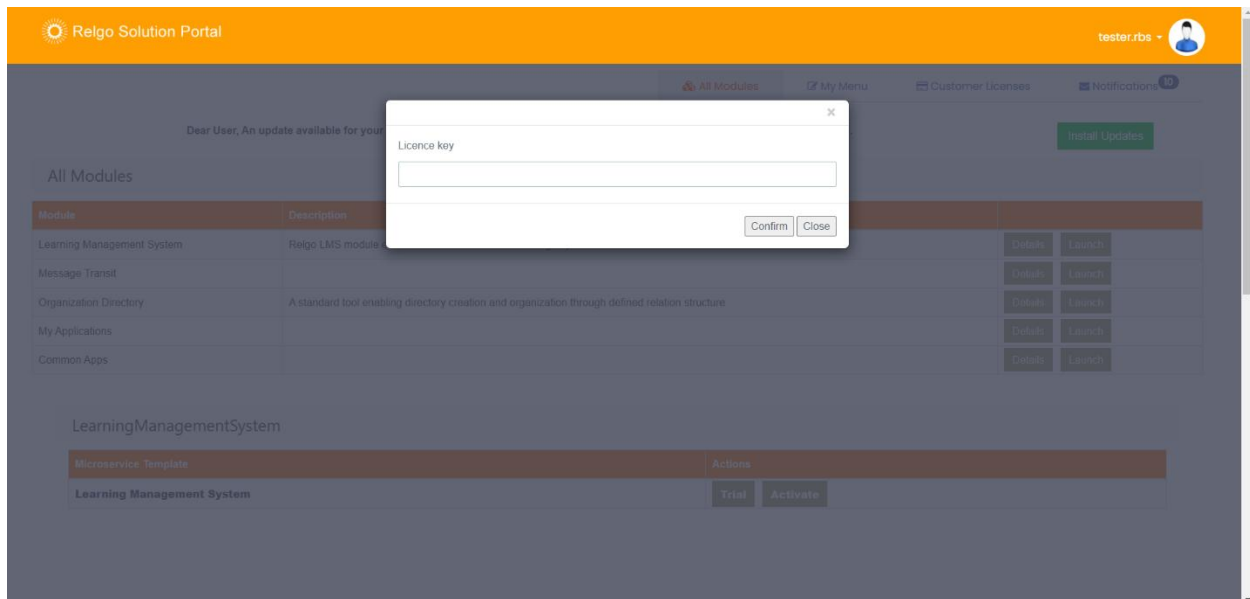 Relgo Solution Portal
tester.rbs
All Modules
My Menu
Customer Licenses
Notifications 10
×
Dear User, An update available for your
Install Updates
Licence key
All Modules
Confirm Close
Module Description
Learning Management System Relgo LMS module Details Launch
Message Transit Details Launch
Organization Directory A standard tool enabling directory creation and organization through defined relation structure. Details Launch
My Applications Details Launch
Common Apps Details Launch
LearningManagementSystem
Microservice Template Actions
Learning Management System Trial Activate